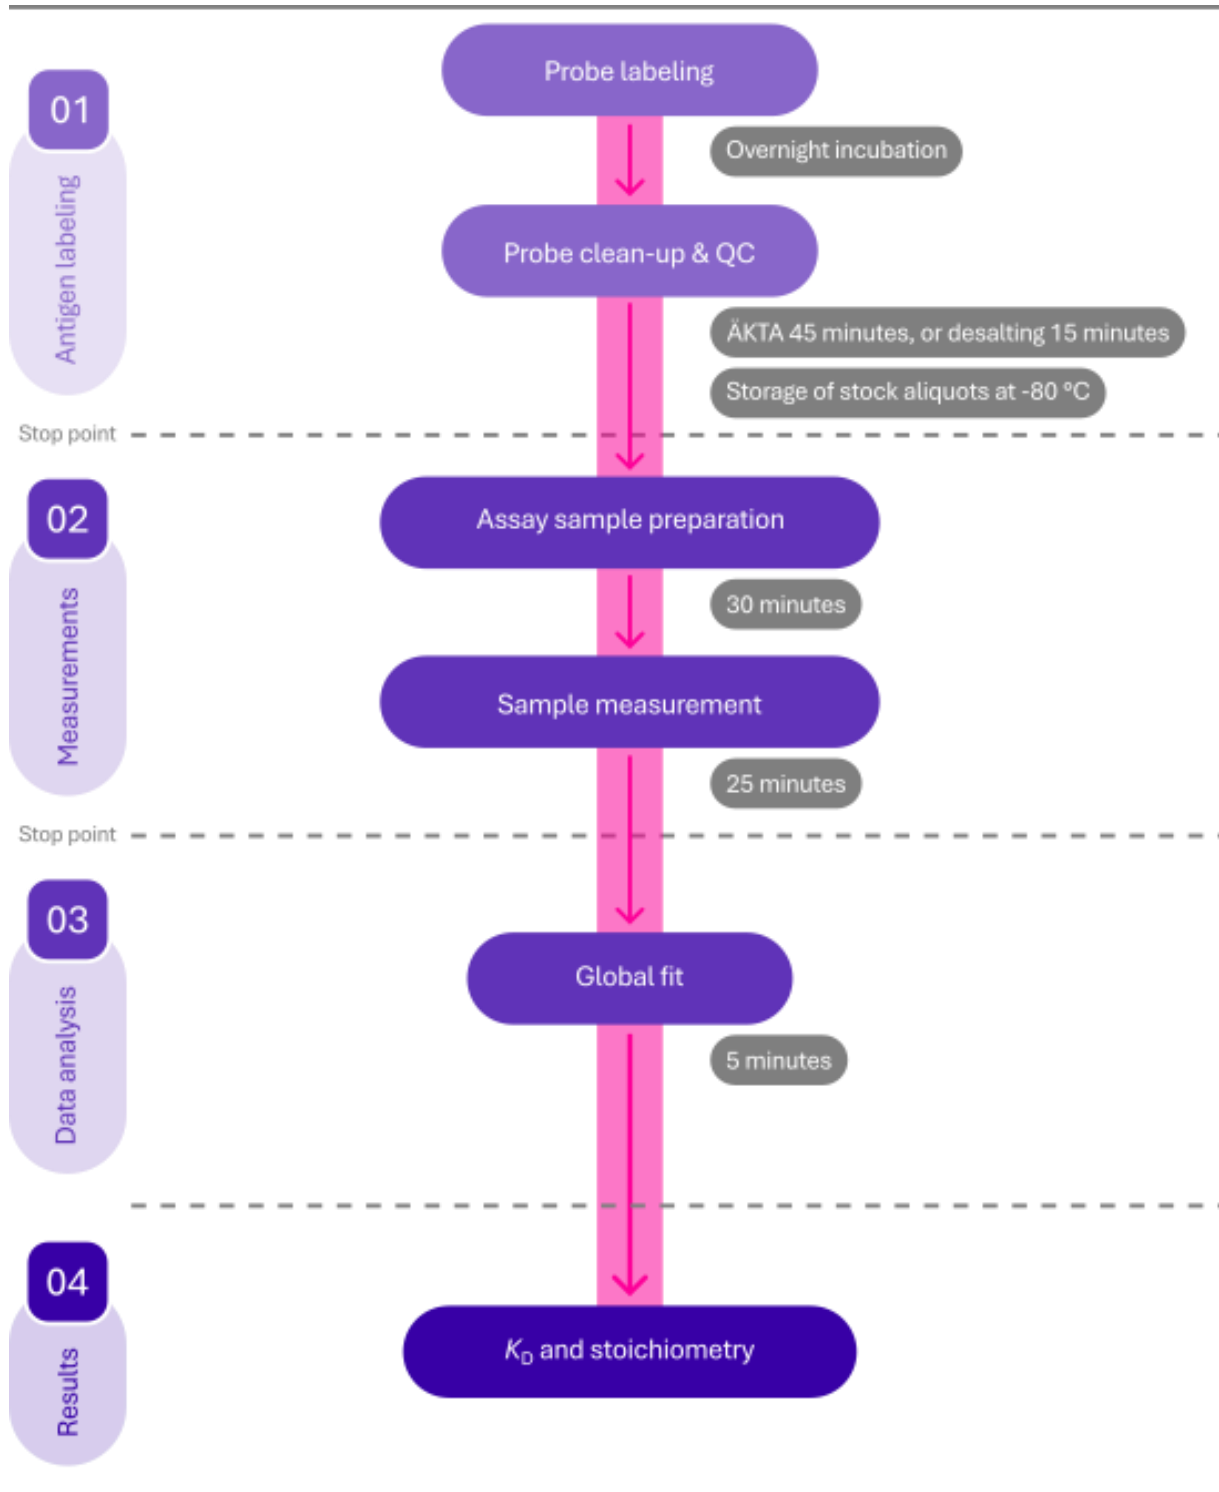 Probe labeling
01
Antigen labeling
Overnight incubation
Probe clean-up & QC
ÄKTA 45 minutes, or desalting 15 minutes
Storage of stock aliquots at -80 °C
Stop point
02
Measurements
Assay sample preparation
30 minutes
Sample measurement
25 minutes
Stop point
03
Data analysis
Global fit
5 minutes
04
Results
KD and stoichiometry